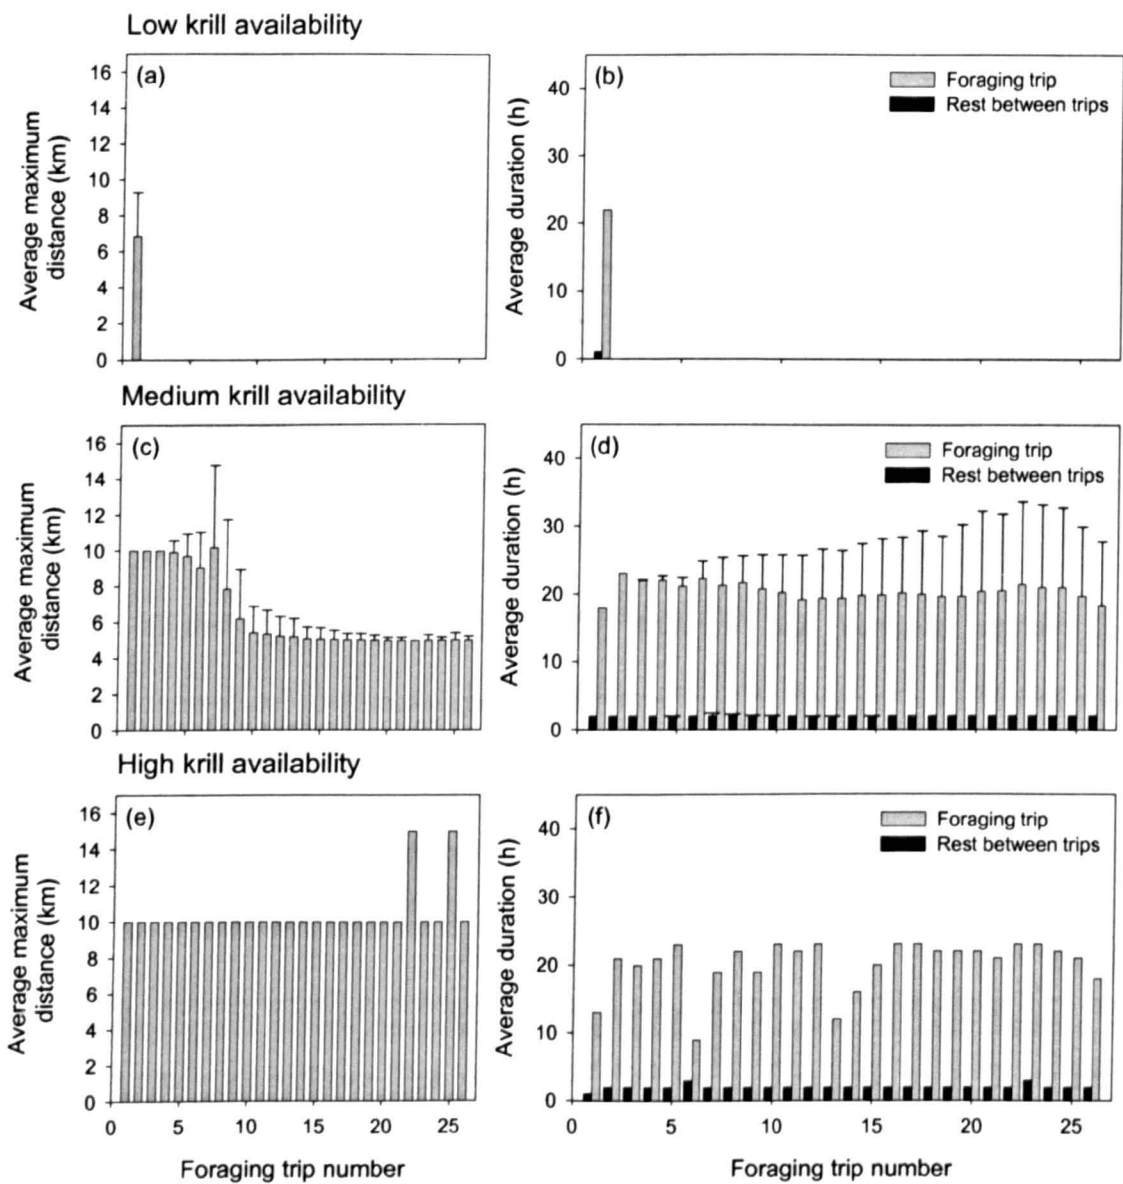 Low krill availability
(a)
Average maximum
distance (km)
16
14
12
10
8
6
4
2
0
(b)
Foraging trip
Rest between trips
Average duration (h)
40
30
20
10
0
Medium krill availability
(c)
Average maximum
distance (km)
16
14
12
10
8
6
4
2
0
(d)
Foraging trip
Rest between trips
Average duration (h)
40
30
20
10
0
High krill availability
(e)
Average maximum
distance (km)
16
14
12
10
8
6
4
2
0
0 5 10 15 20 25
Foraging trip number
(f)
Foraging trip
Rest between trips
Average duration (h)
40
30
20
10
0
0 5 10 15 20 25
Foraging trip number